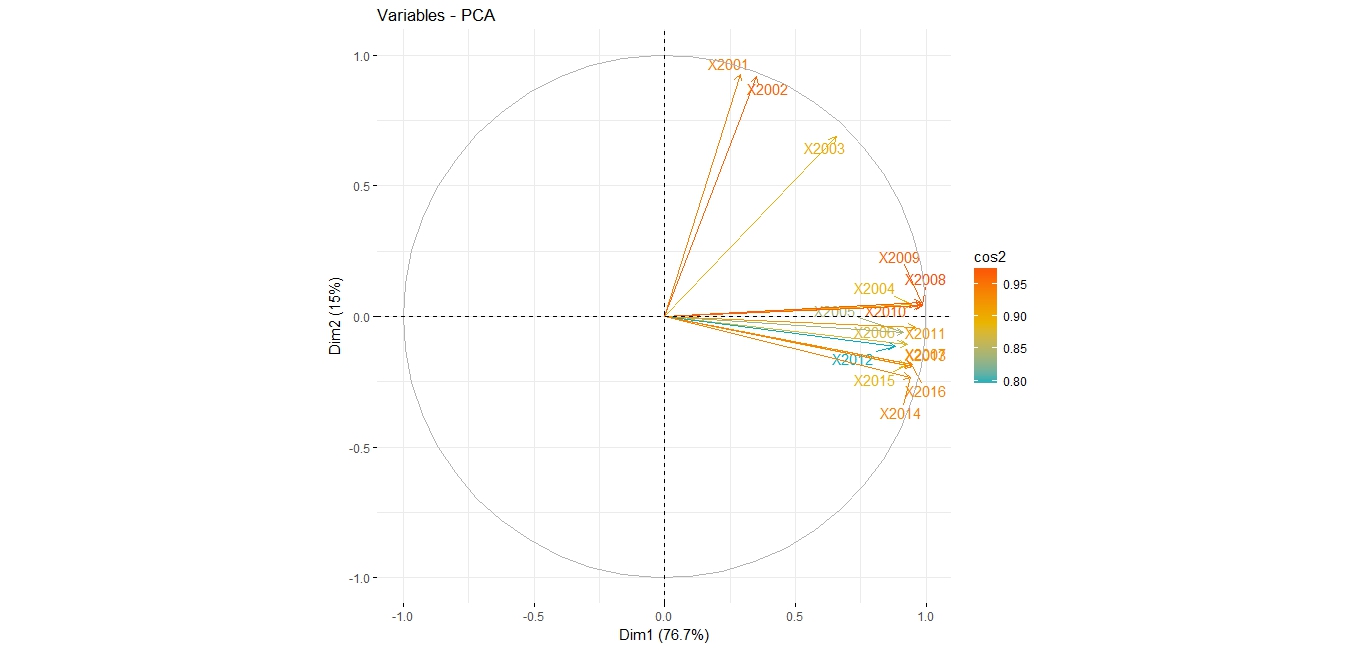 Variables - PCA
1.0
0.5
0.0
-0.5
-1.0
Dim2 (15%)
X2001
X2002
X2003
X2009
X2008
X2004
X2005
X2010
X2006
X2011
X2007
X2013
X2012
X2015
X2016
X2014
-1.0
-0.5
0.0
0.5
1.0
Dim1 (76.7%)
cos2
0.95
0.90
0.85
0.80